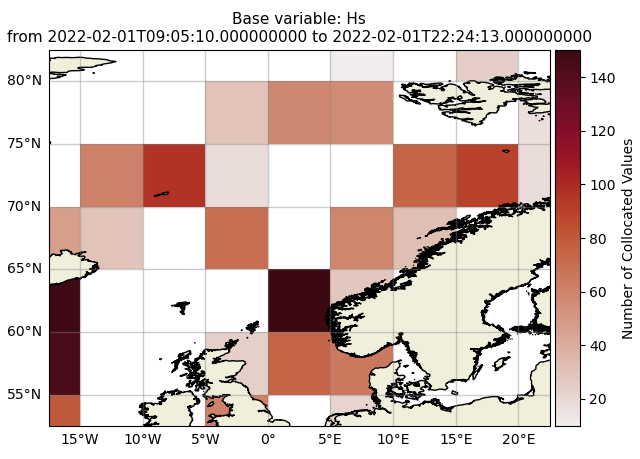 Base variable: Hs
from 2022-02-01T09:05:10.000000000 to 2022-02-01T22:24:13.000000000
80°N
75°N
70°N
65°N
60°N
55°N
15°W
10°W
5°W
0°
5°E
10°E
15°E
20°E
140
120
100
80
60
40
20
Number of Collocated Values